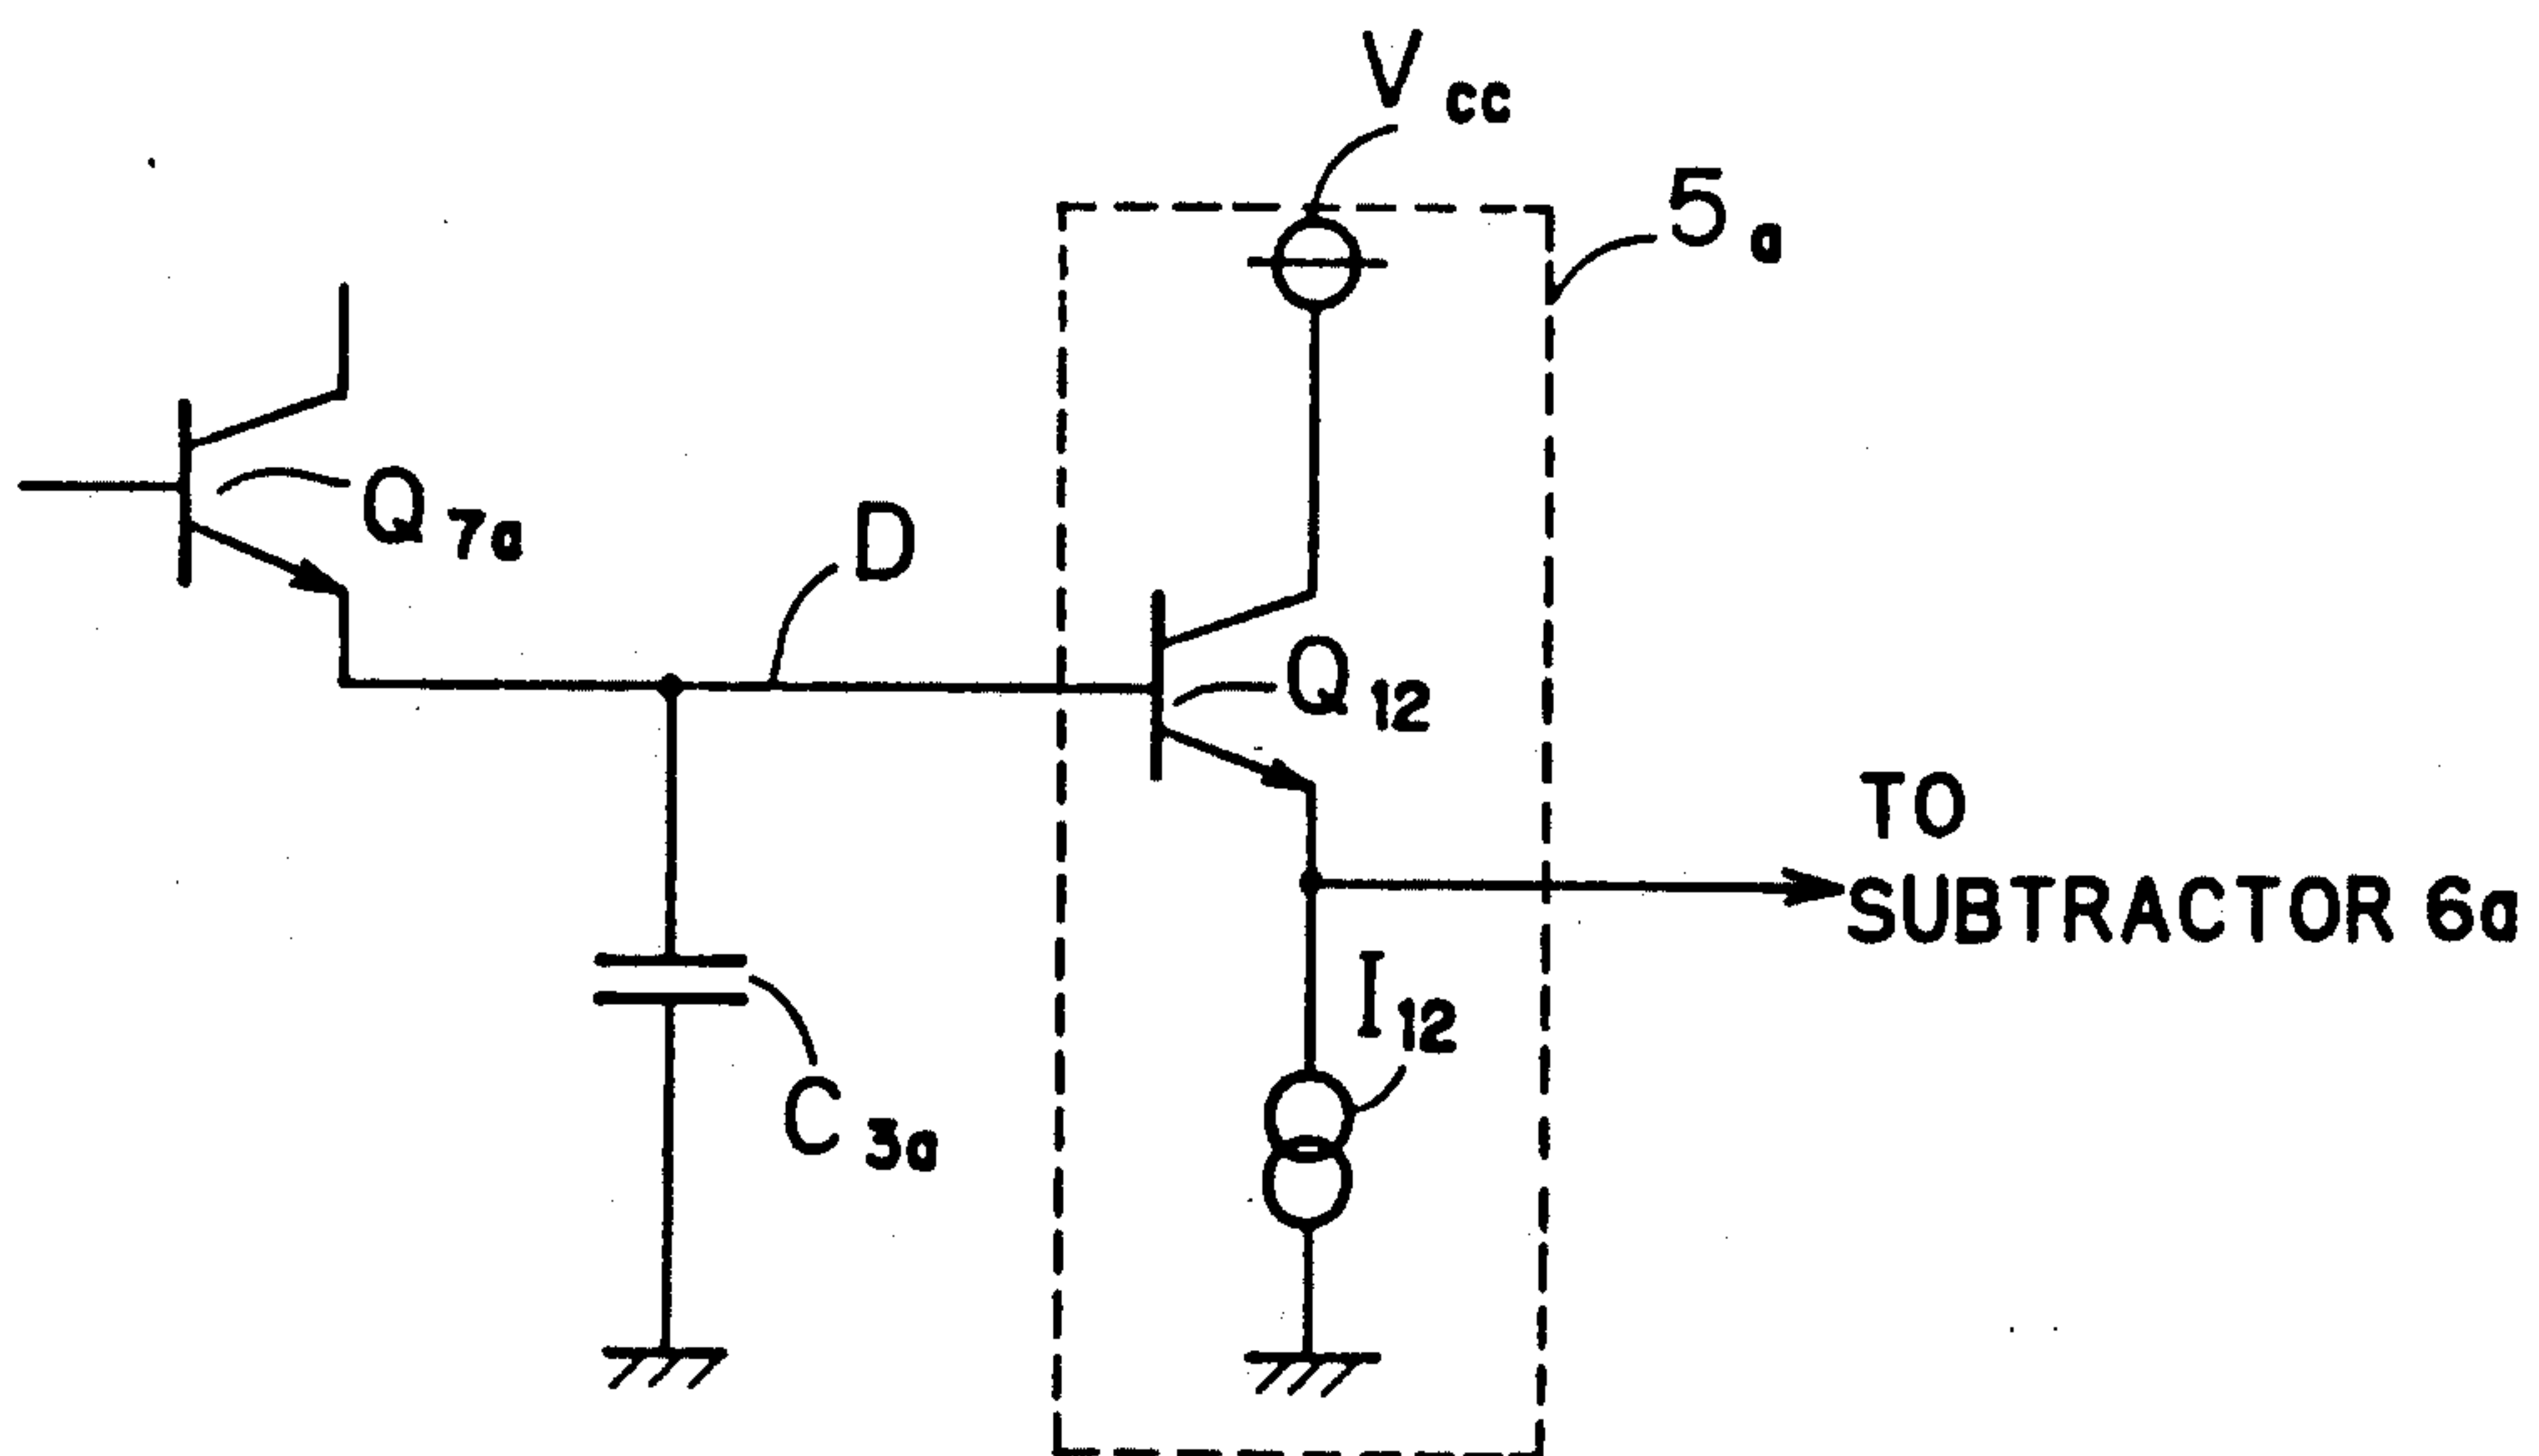 Vcc
5a
Q7a
D
Q12
TO
SUBTRACTOR 6a
I12
C3a